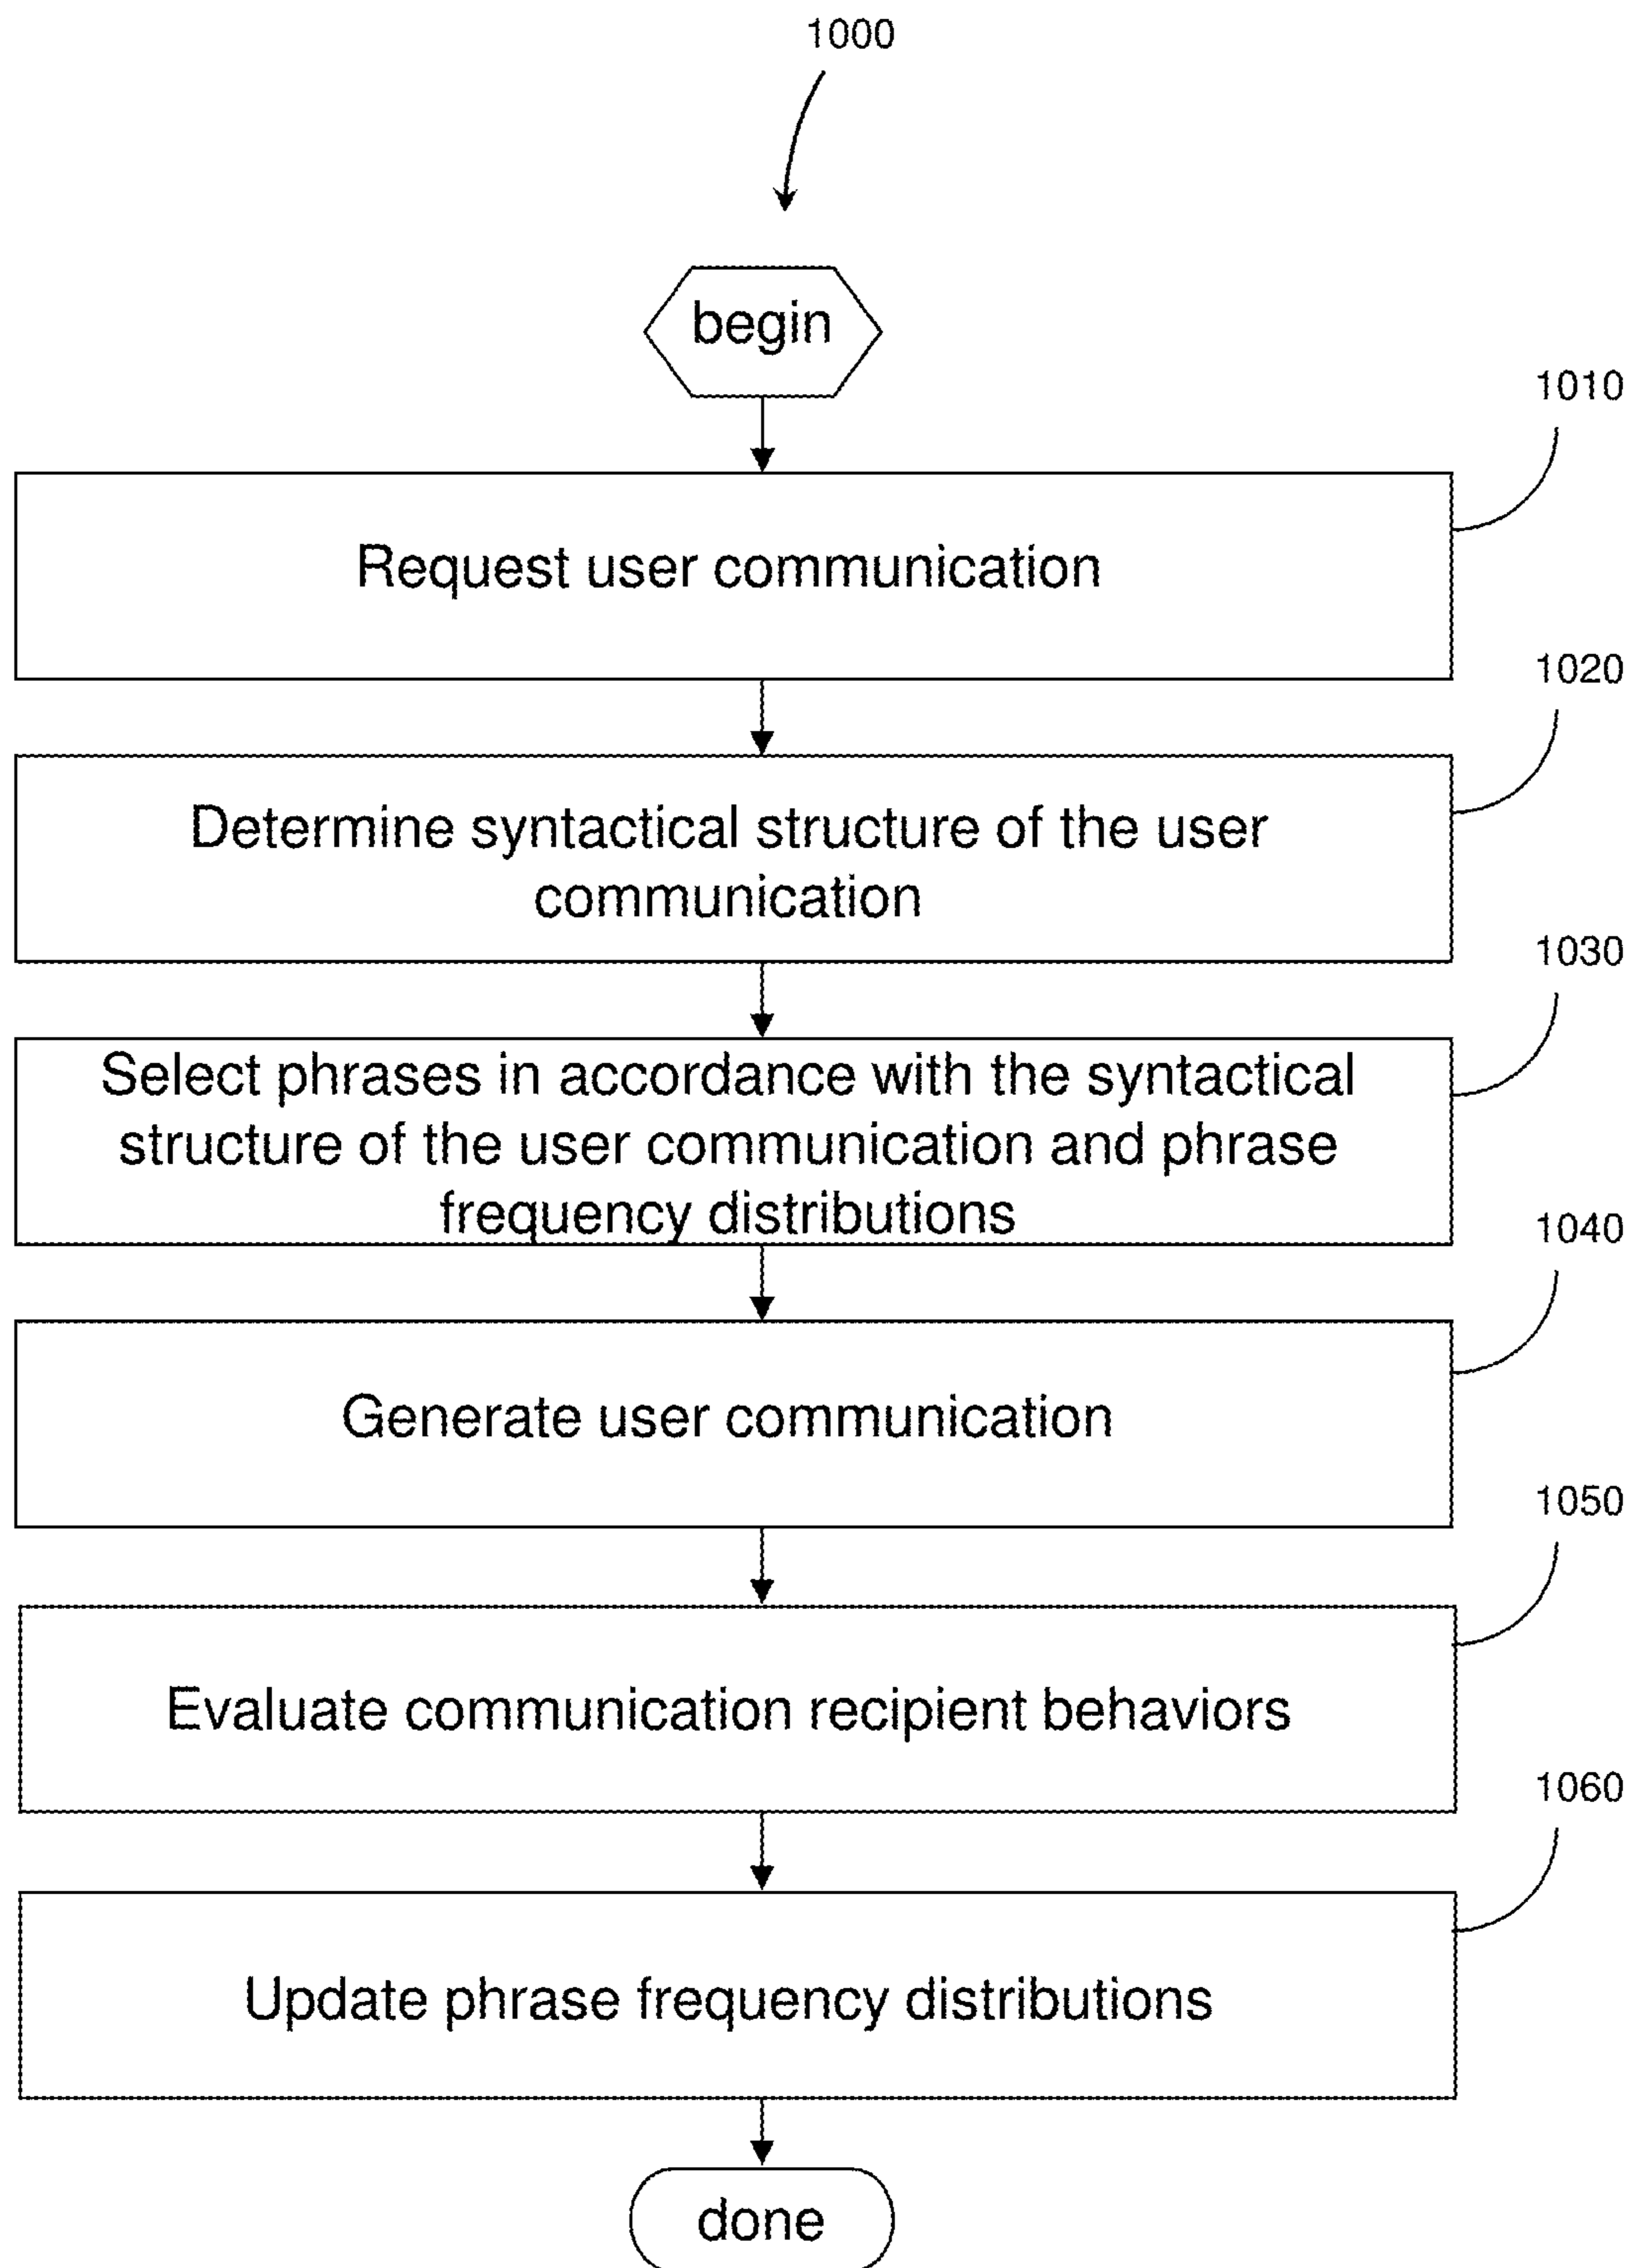 1000
begin
1010
Request user communication
1020
Determine syntactical structure of the user
communication
1030
Select phrases in accordance with the syntactical
structure of the user communication and phrase
frequency distributions
1040
Generate user communication
1050
Evaluate communication recipient behaviors
1060
Update phrase frequency distributions
done